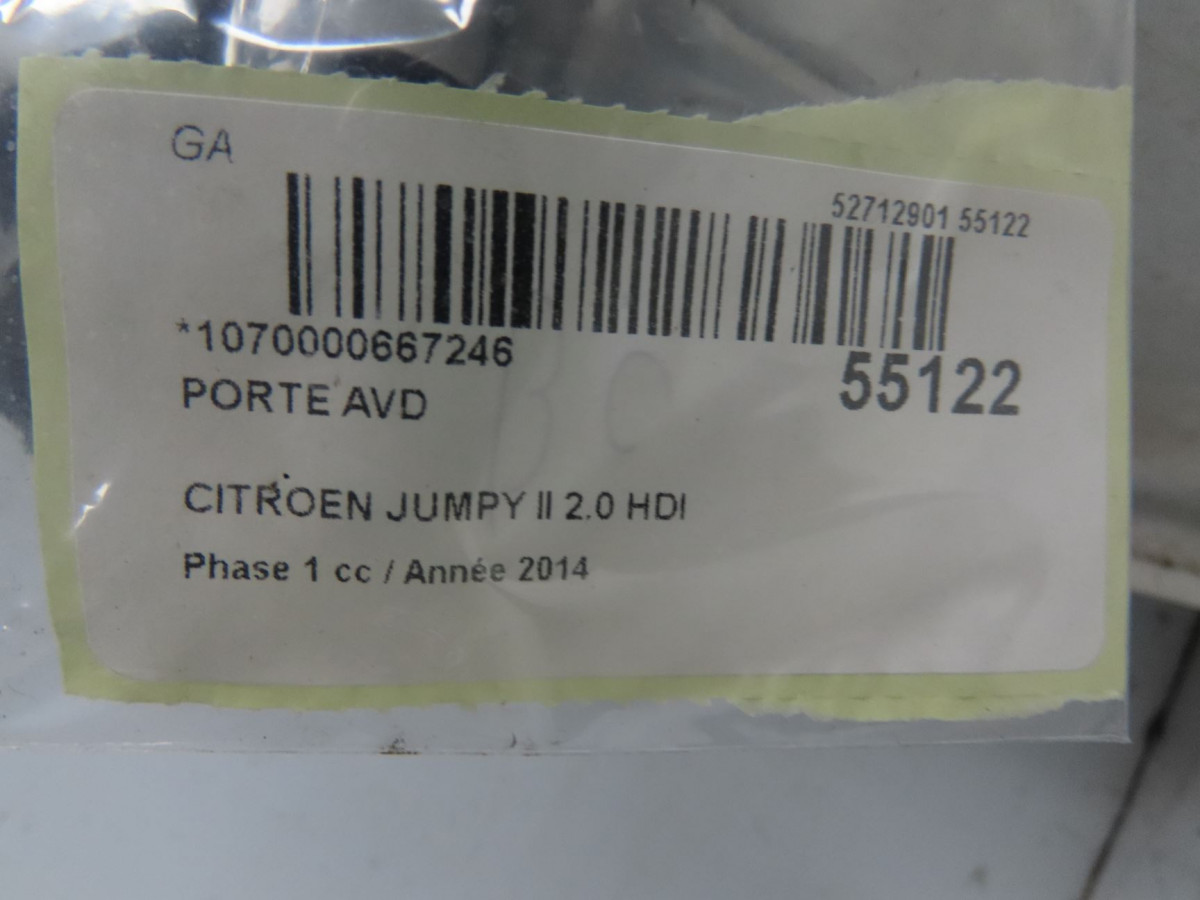 GA
52712901 55122
*1070000667246
55122
PORTE AVD
CITROEN JUMPY II 2.0 HDI
Phase 1 cc / Année 2014